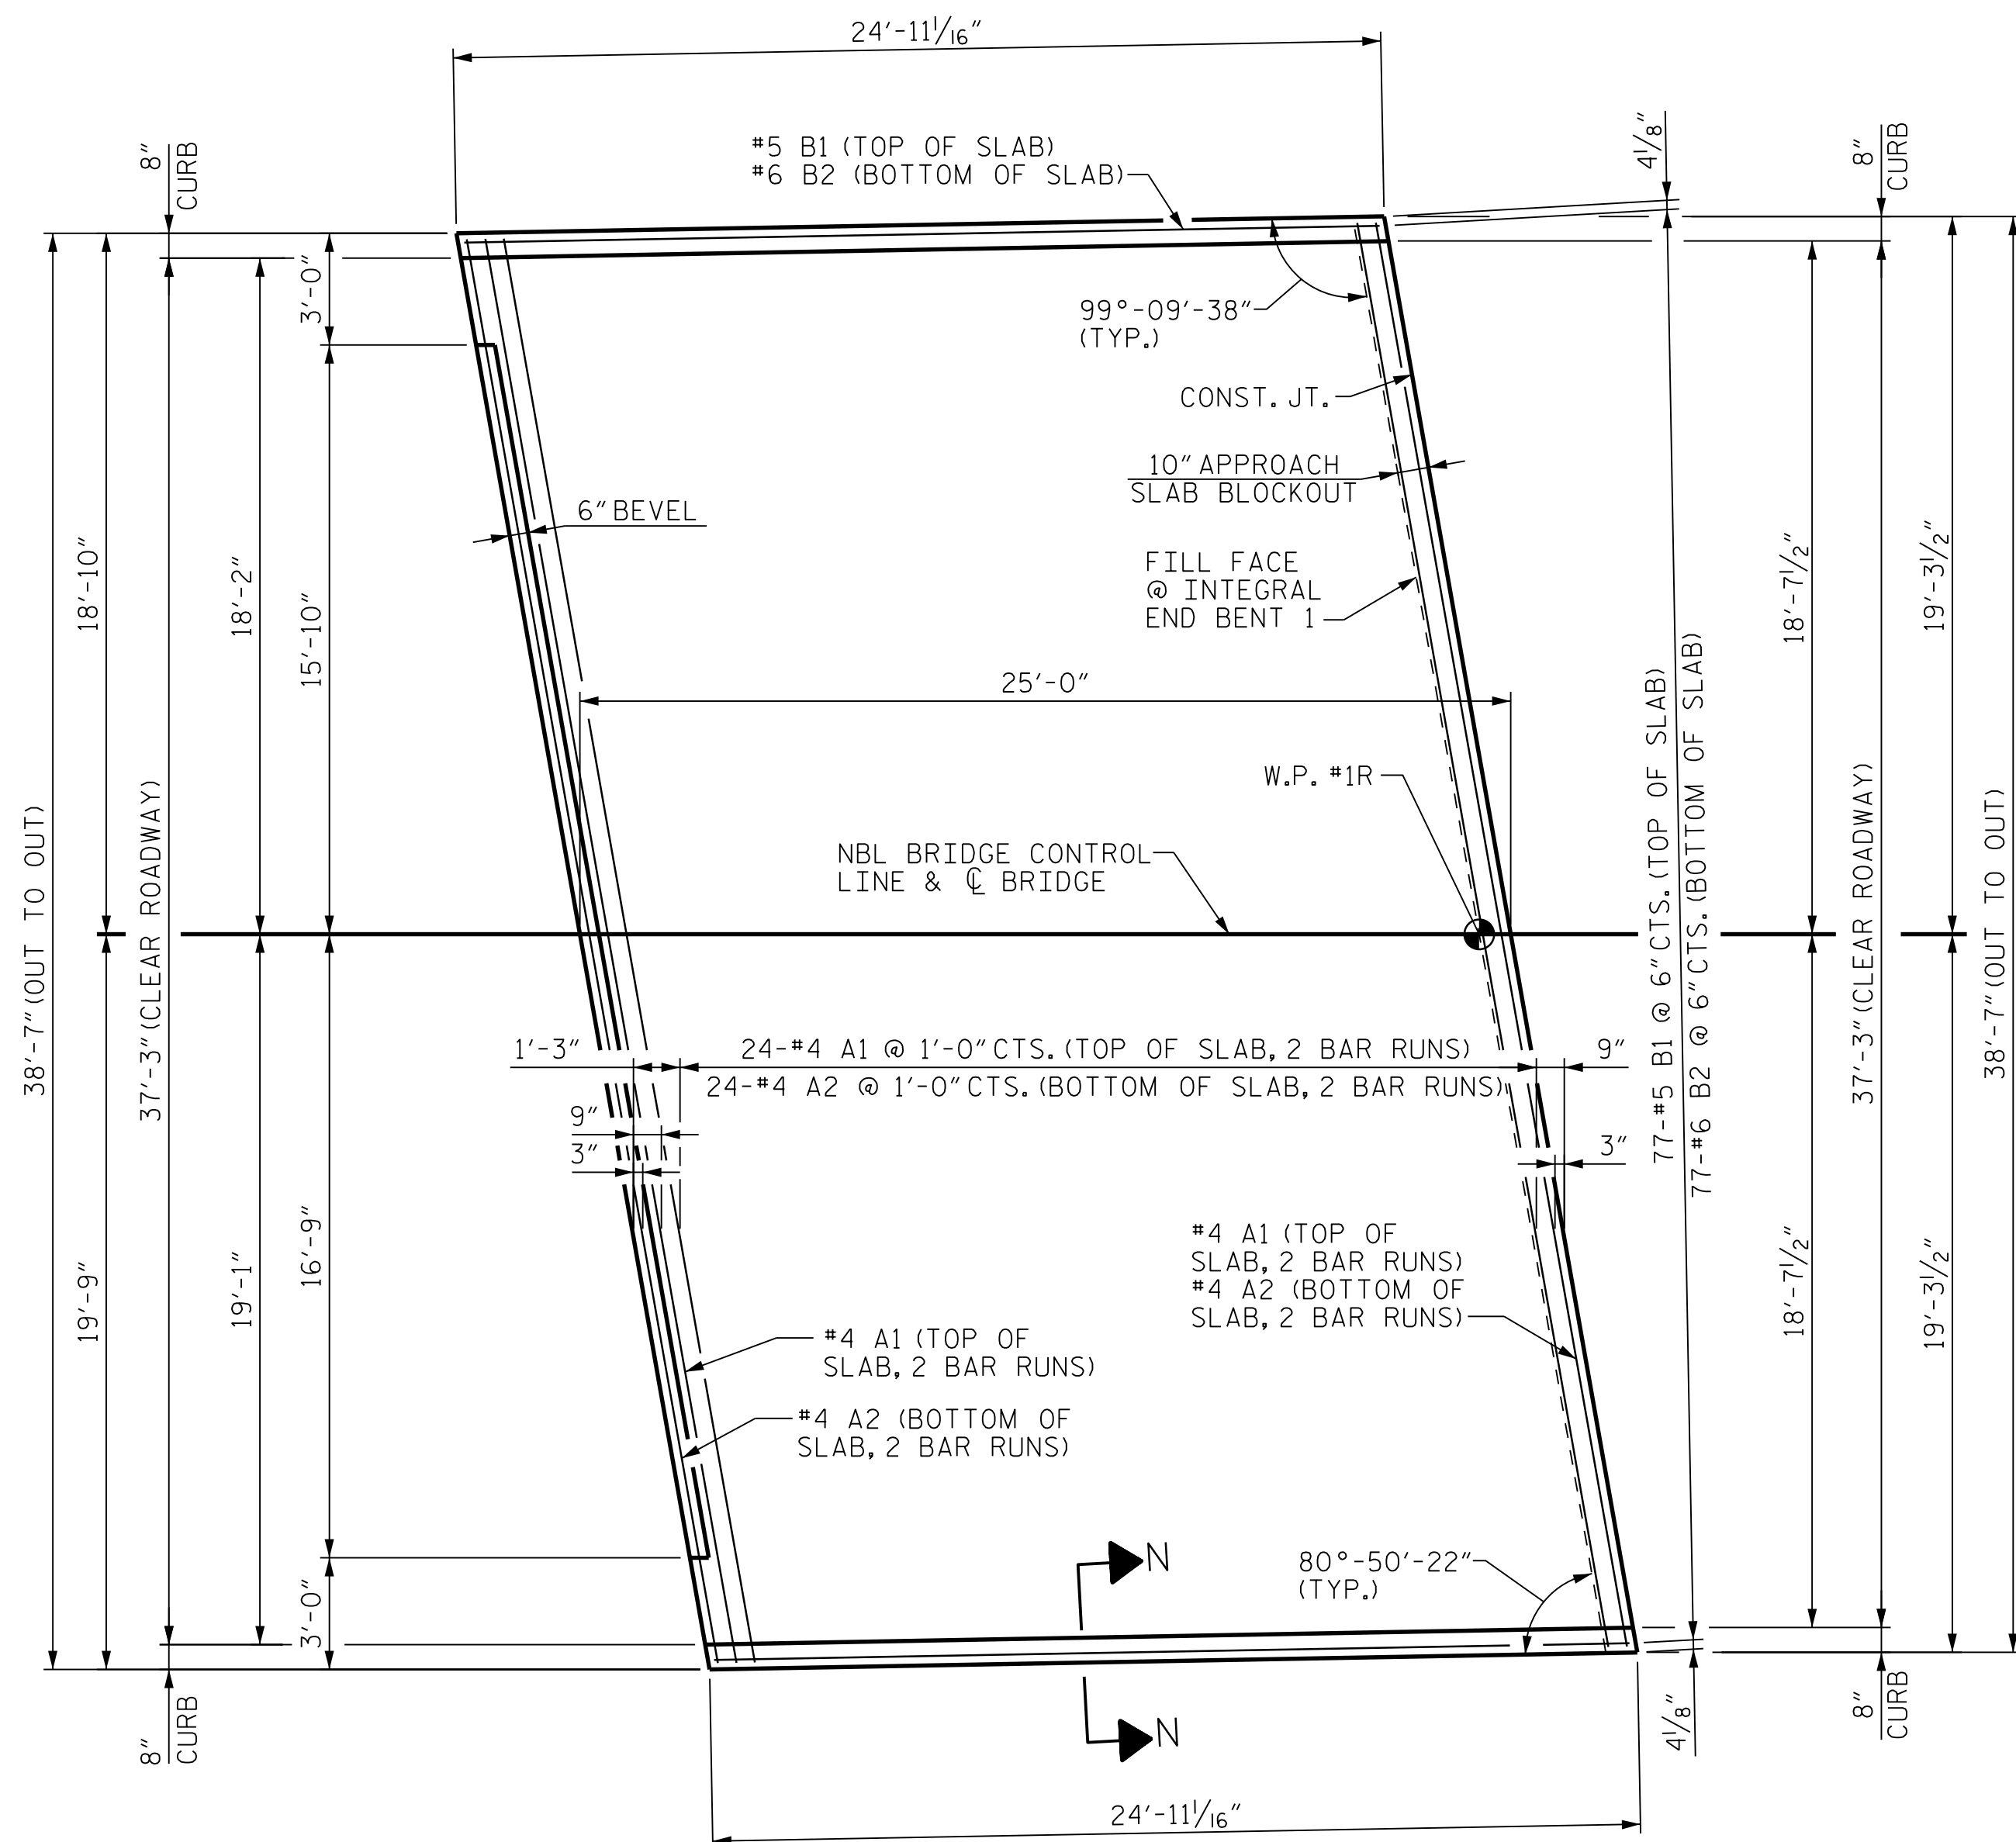 24'-11 1/16"
#5 B1 (TOP OF SLAB)
#6 B2 (BOTTOM OF SLAB)
4 1/8"
8"
CURB
8"
CURB
3'-0"
99°-09'-38"
(TYP.)
CONST. JT.
10" APPROACH
SLAB BLOCKOUT
6" BEVEL
FILL FACE
@ INTEGRAL
END BENT 1
18'-10"
18'-2"
15'-10"
18'-7 1/2"
19'-3 1/2"
25'-0"
W.P. #1R
NBL BRIDGE CONTROL
LINE & ℄ BRIDGE
38'-7" (OUT TO OUT)
37'-3" (CLEAR ROADWAY)
77-#5 B1 @ 6" CTS. (TOP OF SLAB)
77-#6 B2 @ 6" CTS. (BOTTOM OF SLAB)
37'-3" (CLEAR ROADWAY)
38'-7" (OUT TO OUT)
1'-3"
24-#4 A1 @ 1'-0" CTS. (TOP OF SLAB, 2 BAR RUNS)
9"
24-#4 A2 @ 1'-0" CTS. (BOTTOM OF SLAB, 2 BAR RUNS)
9"
3"
3"
19'-9"
19'-1"
16'-9"
18'-7 1/2"
19'-3 1/2"
#4 A1 (TOP OF
SLAB, 2 BAR RUNS)
#4 A2 (BOTTOM OF
SLAB, 2 BAR RUNS)
#4 A1 (TOP OF
SLAB, 2 BAR RUNS)
#4 A2 (BOTTOM OF
SLAB, 2 BAR RUNS)
N
80°-50'-22"
(TYP.)
3'-0"
8"
CURB
N
4 1/8"
8"
CURB
24'-11 1/16"